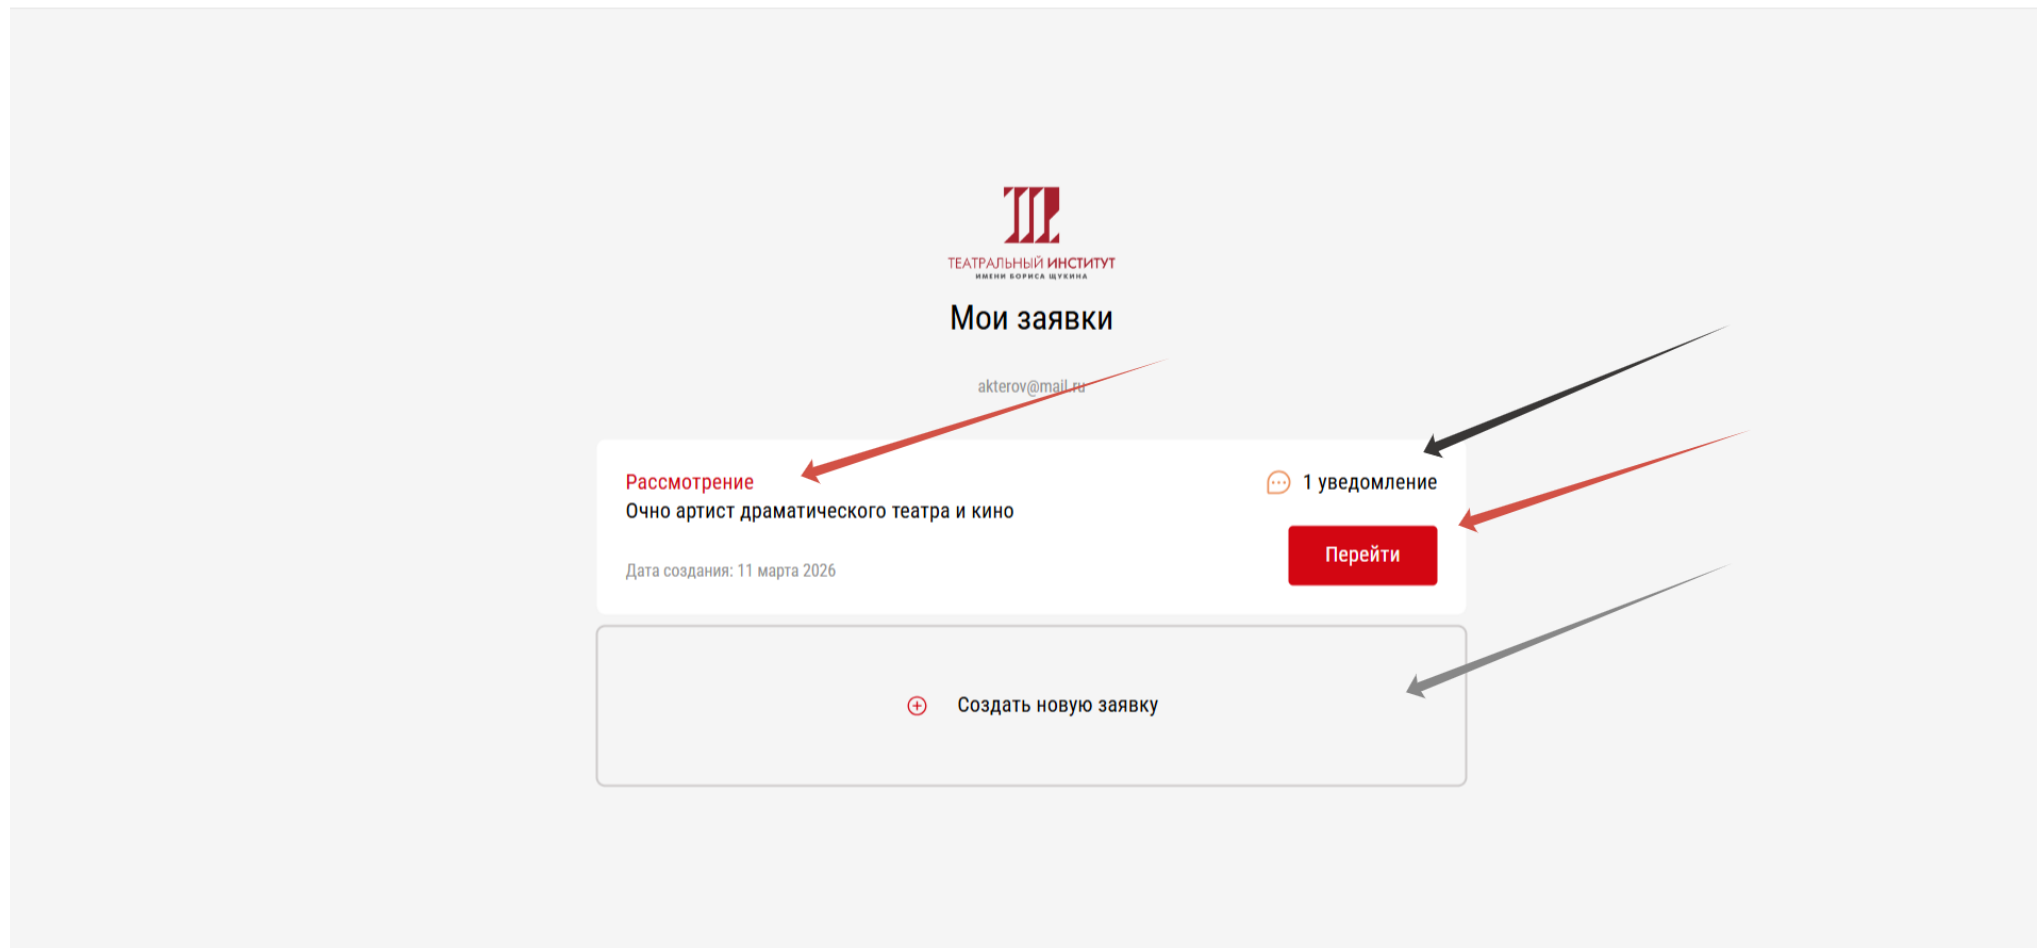 ТЕАТРАЛЬНЫЙ ИНСТИТУТ
ИМЕНИ БОРИСА ЩУКИНА
Мои заявки
akterov@mail.ru
Рассмотрение
1 уведомление
Очно артист драматического театра и кино
Перейти
Дата создания: 11 марта 2026
Создать новую заявку